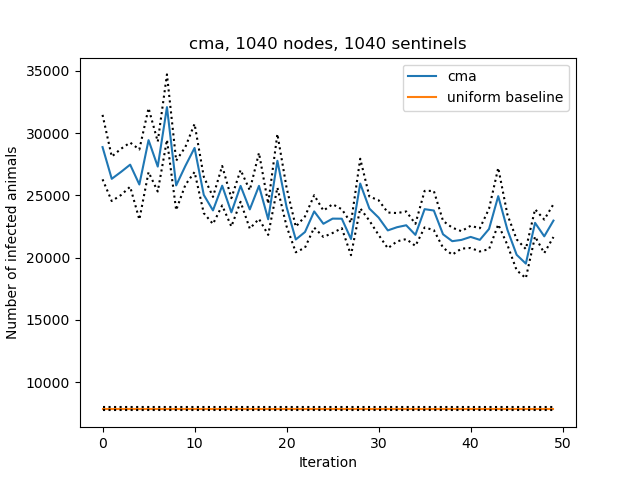 cma, 1040 nodes, 1040 sentinels
35000
30000
25000
20000
15000
10000
Number of infected animals
cma
uniform baseline
0
10
20
30
40
50
Iteration